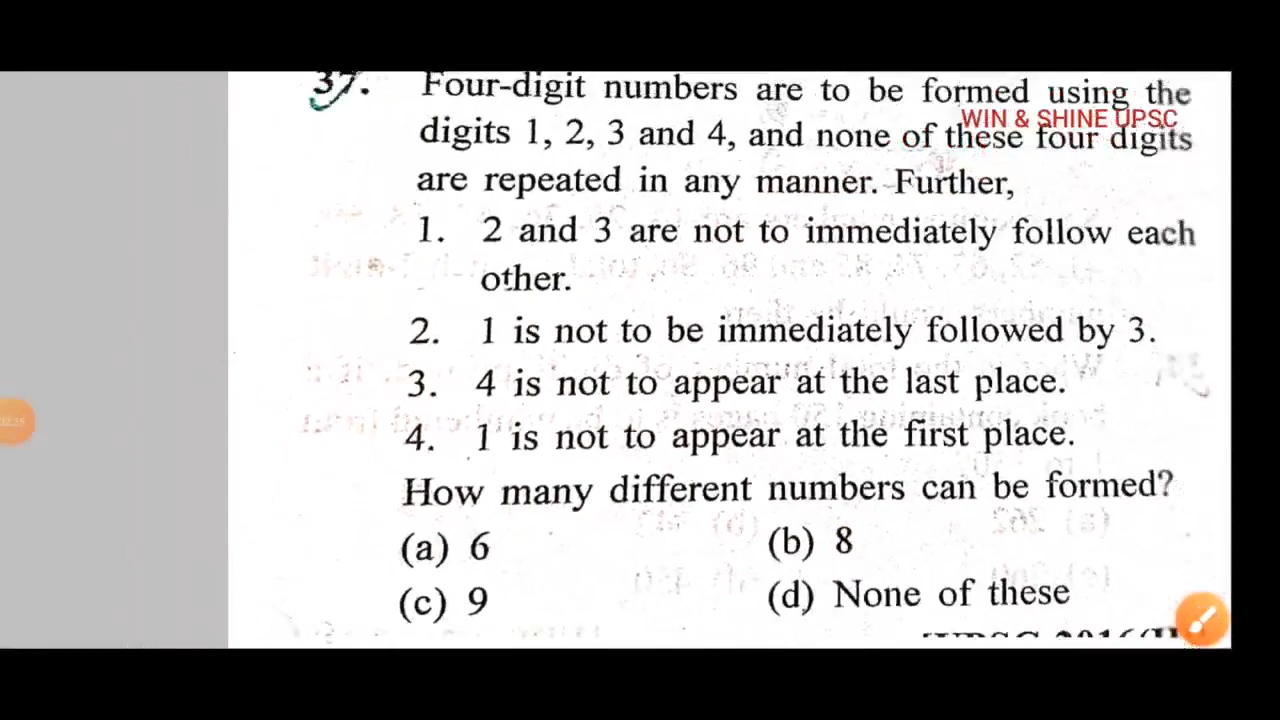 37. Four-digit numbers are to be formed using the
WIN & SHINE UPSC
digits 1, 2, 3 and 4, and none of these four digits
are repeated in any manner. Further,
1. 2 and 3 are not to immediately follow each
other.
2. 1 is not to be immediately followed by 3.
3. 4 is not to appear at the last place.
4. 1 is not to appear at the first place.
How many different numbers can be formed?
(a) 6 (b) 8
(c) 9 (d) None of these